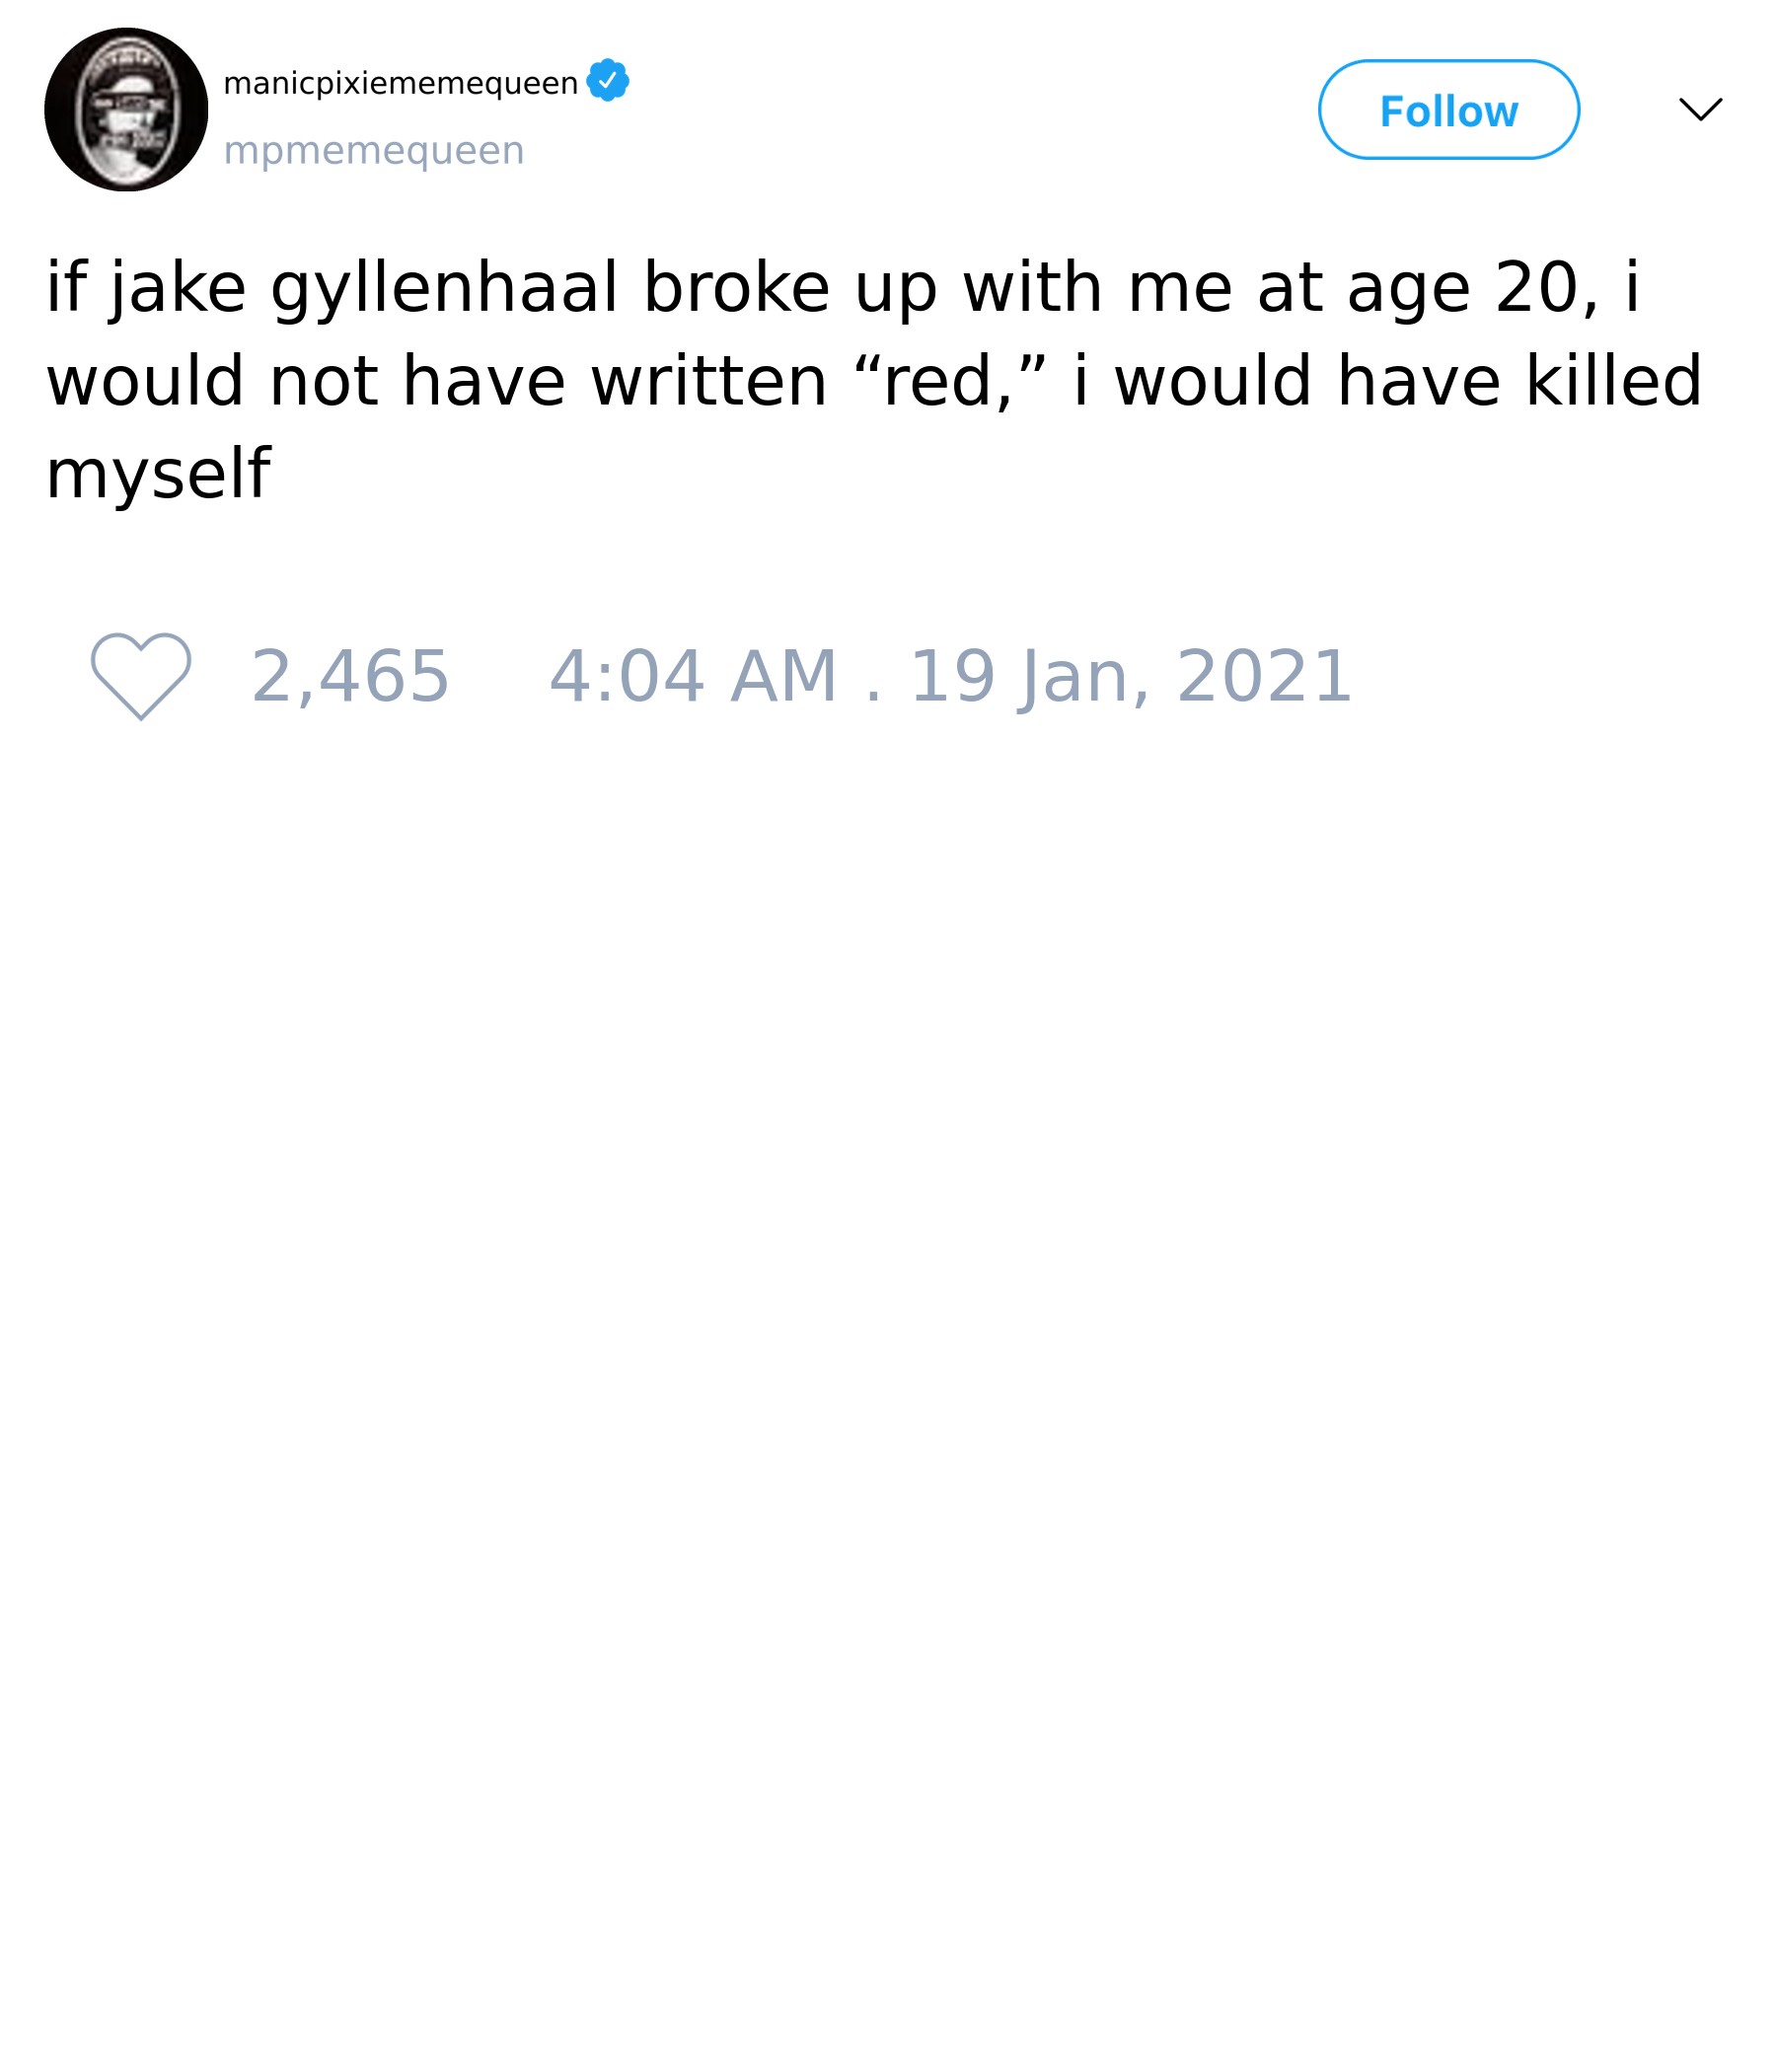 manicpixiememequeen
mpmemequeen
Follow
if jake gyllenhaal broke up with me at age 20, i
would not have written “red,” i would have killed
myself
2,465 4:04 AM . 19 Jan, 2021